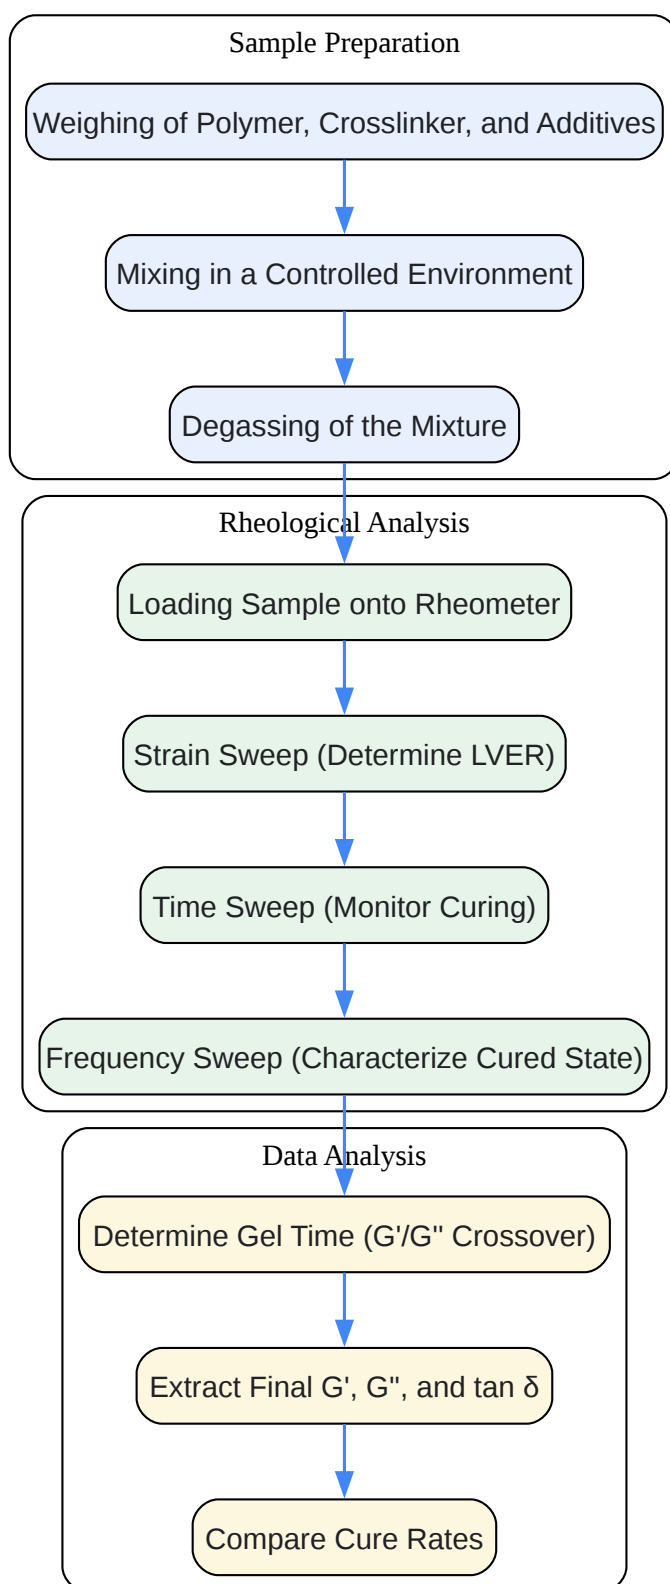 Sample Preparation
Weighing of Polymer, Crosslinker, and Additives
Mixing in a Controlled Environment
Degassing of the Mixture
Rheological Analysis
Loading Sample onto Rheometer
Strain Sweep (Determine LVER)
Time Sweep (Monitor Curing)
Frequency Sweep (Characterize Cured State)
Data Analysis
Determine Gel Time (G'/G'' Crossover)
Extract Final G', G'', and tan δ
Compare Cure Rates